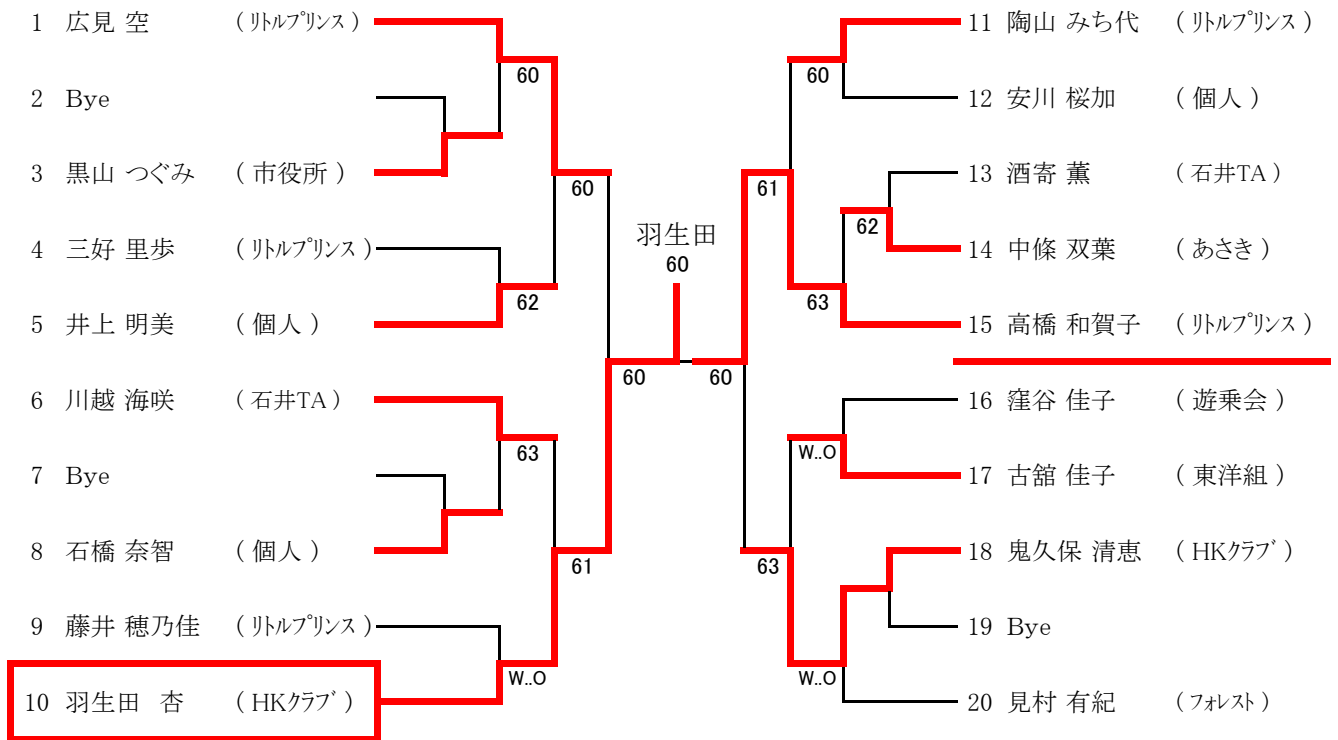 1 広見 空 ( リトルプリンス )
2 Bye
3 黒山 つぐみ ( 市役所 )
4 三好 里歩 ( リトルプリンス )
5 井上 明美 ( 個人 )
6 川越 海咲 ( 石井TA )
7 Bye
8 石橋 奈智 ( 個人 )
9 藤井 穂乃佳 ( リトルプリンス )
10 羽生田 杏 ( HKクラブ )
60
62
63
W..O
60
61
60
羽生田
60
60
61
63
60
62
63
W..O
W..O
11 陶山 みち代 ( リトルプリンス )
12 安川 桜加 ( 個人 )
13 酒寄 薫 ( 石井TA )
14 中條 双葉 ( あさき )
15 高橋 和賀子 ( リトルプリンス )
16 窪谷 佳子 ( 遊乗会 )
17 古舘 佳子 ( 東洋組 )
18 鬼久保 清恵 ( HKクラブ )
19 Bye
20 見村 有紀 ( フォレスト )